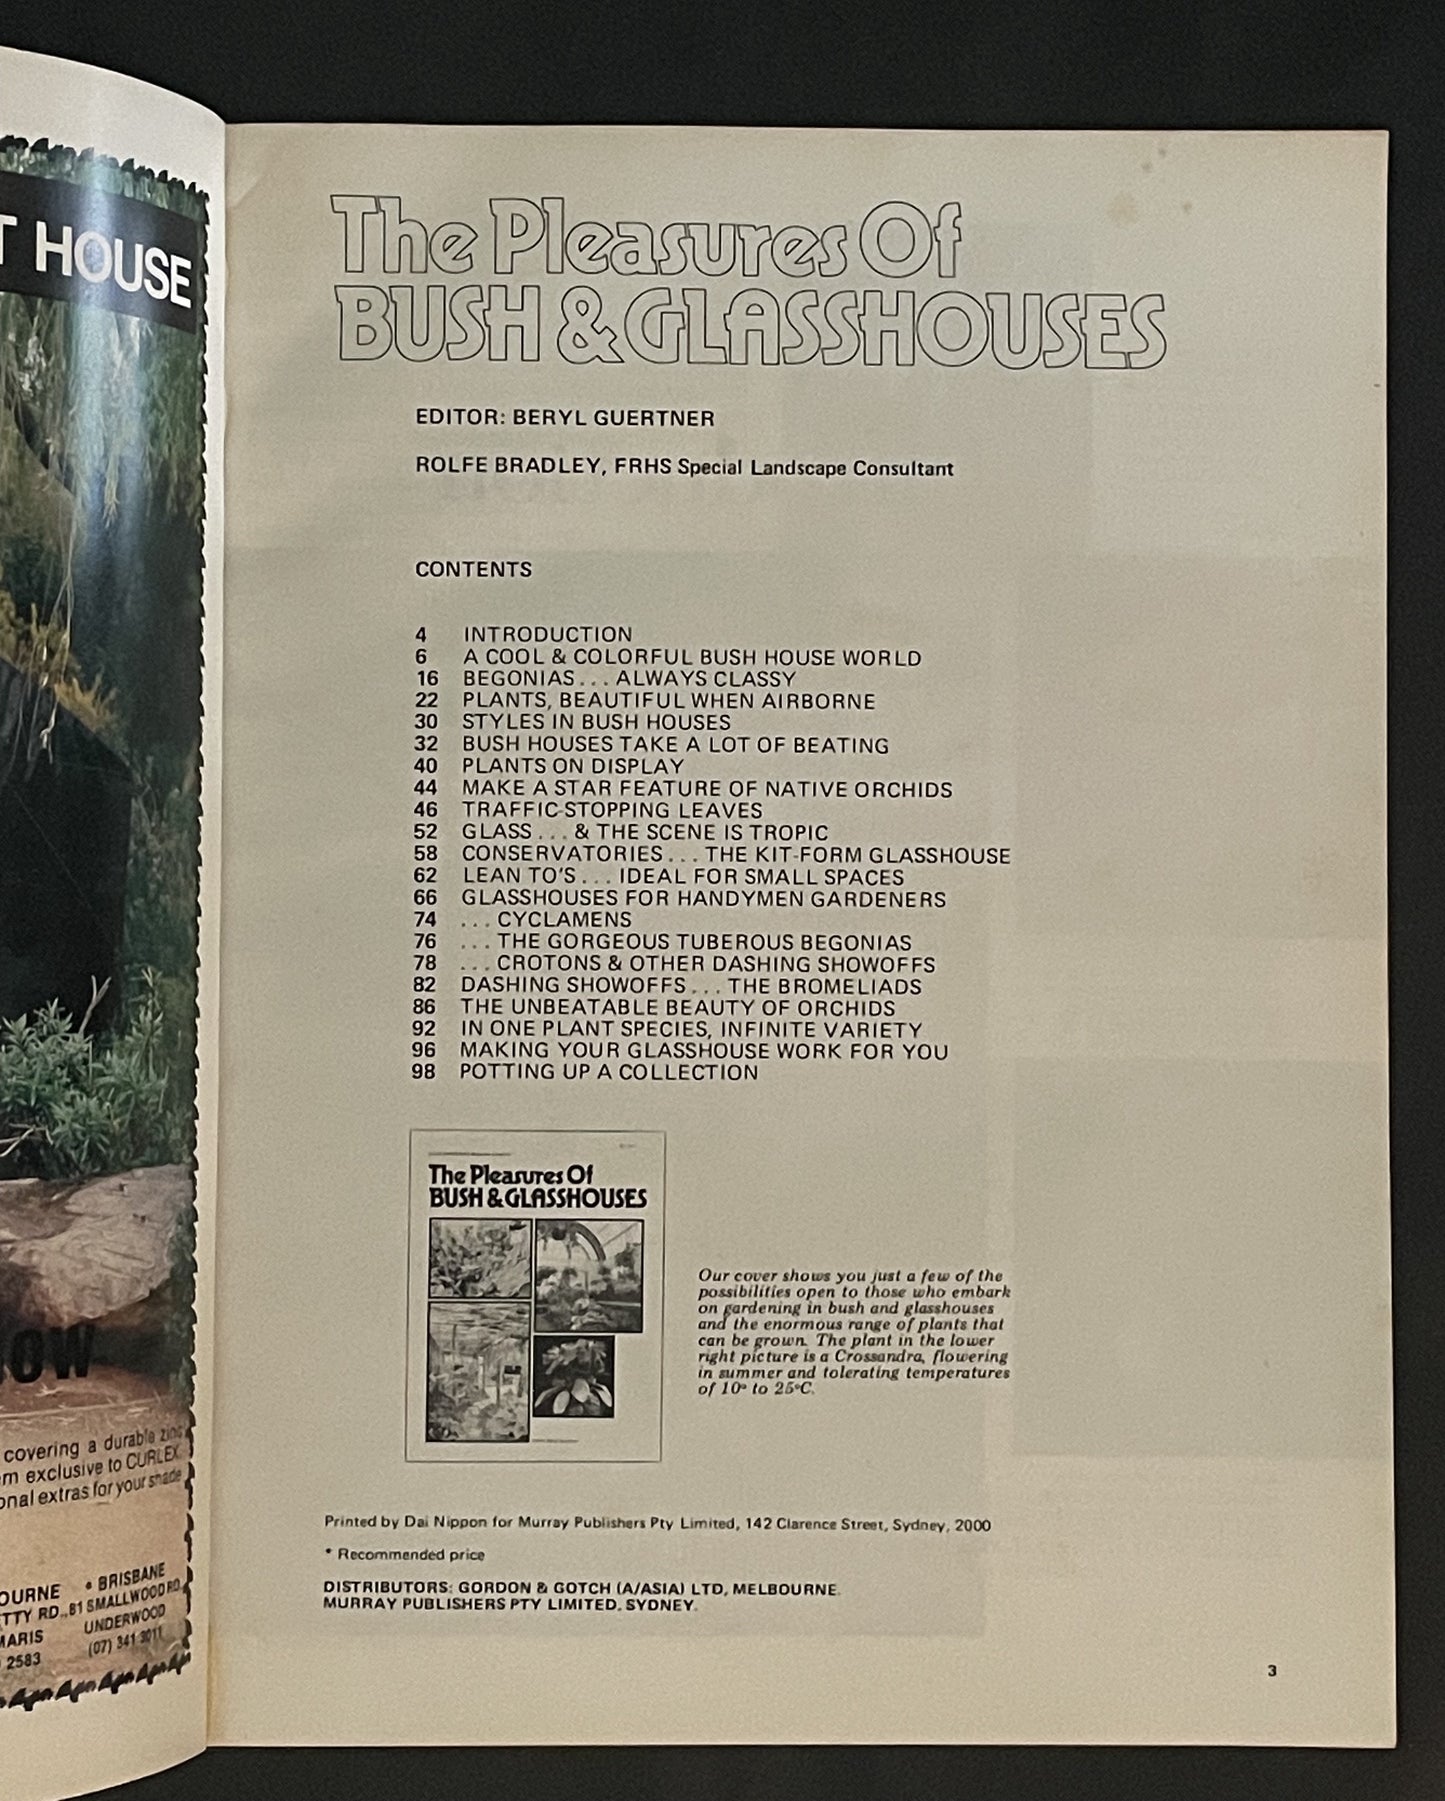 T HOUSE
OW
covering a durable zinc
m exclusive to CURLEX
onal extras for your shade
OURNE
TTY RD.,
MARIS
2583
• BRISBANE
81 SMALLWOOD RD.
UNDERWOOD
(07) 341 3011
The Pleasures Of
BUSH & GLASSHOUSES
EDITOR: BERYL GUERTNER
ROLFE BRADLEY, FRHS Special Landscape Consultant
CONTENTS
4 INTRODUCTION
6 A COOL & COLORFUL BUSH HOUSE WORLD
16 BEGONIAS . . . ALWAYS CLASSY
22 PLANTS, BEAUTIFUL WHEN AIRBORNE
30 STYLES IN BUSH HOUSES
32 BUSH HOUSES TAKE A LOT OF BEATING
40 PLANTS ON DISPLAY
44 MAKE A STAR FEATURE OF NATIVE ORCHIDS
46 TRAFFIC-STOPPING LEAVES
52 GLASS . . . & THE SCENE IS TROPIC
58 CONSERVATORIES . . . THE KIT-FORM GLASSHOUSE
62 LEAN TO'S . . . IDEAL FOR SMALL SPACES
66 GLASSHOUSES FOR HANDYMEN GARDENERS
74 . . . CYCLAMENS
76 . . . THE GORGEOUS TUBEROUS BEGONIAS
78 . . . CROTONS & OTHER DASHING SHOWOFFS
82 DASHING SHOWOFFS . . . THE BROMELIADS
86 THE UNBEATABLE BEAUTY OF ORCHIDS
92 IN ONE PLANT SPECIES, INFINITE VARIETY
96 MAKING YOUR GLASSHOUSE WORK FOR YOU
98 POTTING UP A COLLECTION
The Pleasures Of
BUSH & GLASSHOUSES
Our cover shows you just a few of the
possibilities open to those who embark
on gardening in bush and glasshouses
and the enormous range of plants that
can be grown. The plant in the lower
right picture is a Crossandra, flowering
in summer and tolerating temperatures
of 10° to 25°C.
Printed by Dai Nippon for Murray Publishers Pty Limited, 142 Clarence Street, Sydney, 2000
* Recommended price
DISTRIBUTORS: GORDON & GOTCH (A/ASIA) LTD, MELBOURNE.
MURRAY PUBLISHERS PTY LIMITED, SYDNEY.
3